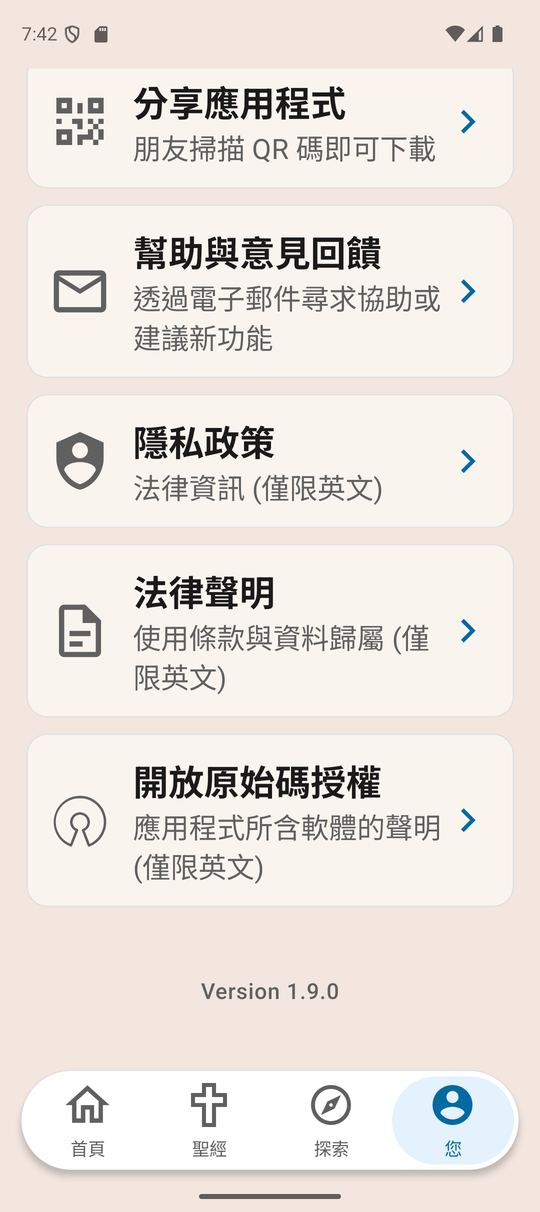 7:42
分享應用程式
朋友掃描 QR 碼即可下載
幫助與意見回饋
透過電子郵件尋求協助或
建議新功能
隱私政策
法律資訊 (僅限英文)
法律聲明
使用條款與資料歸屬 (僅
限英文)
開放原始碼授權
應用程式所含軟體的聲明
(僅限英文)
Version 1.9.0
首頁
聖經
探索
您